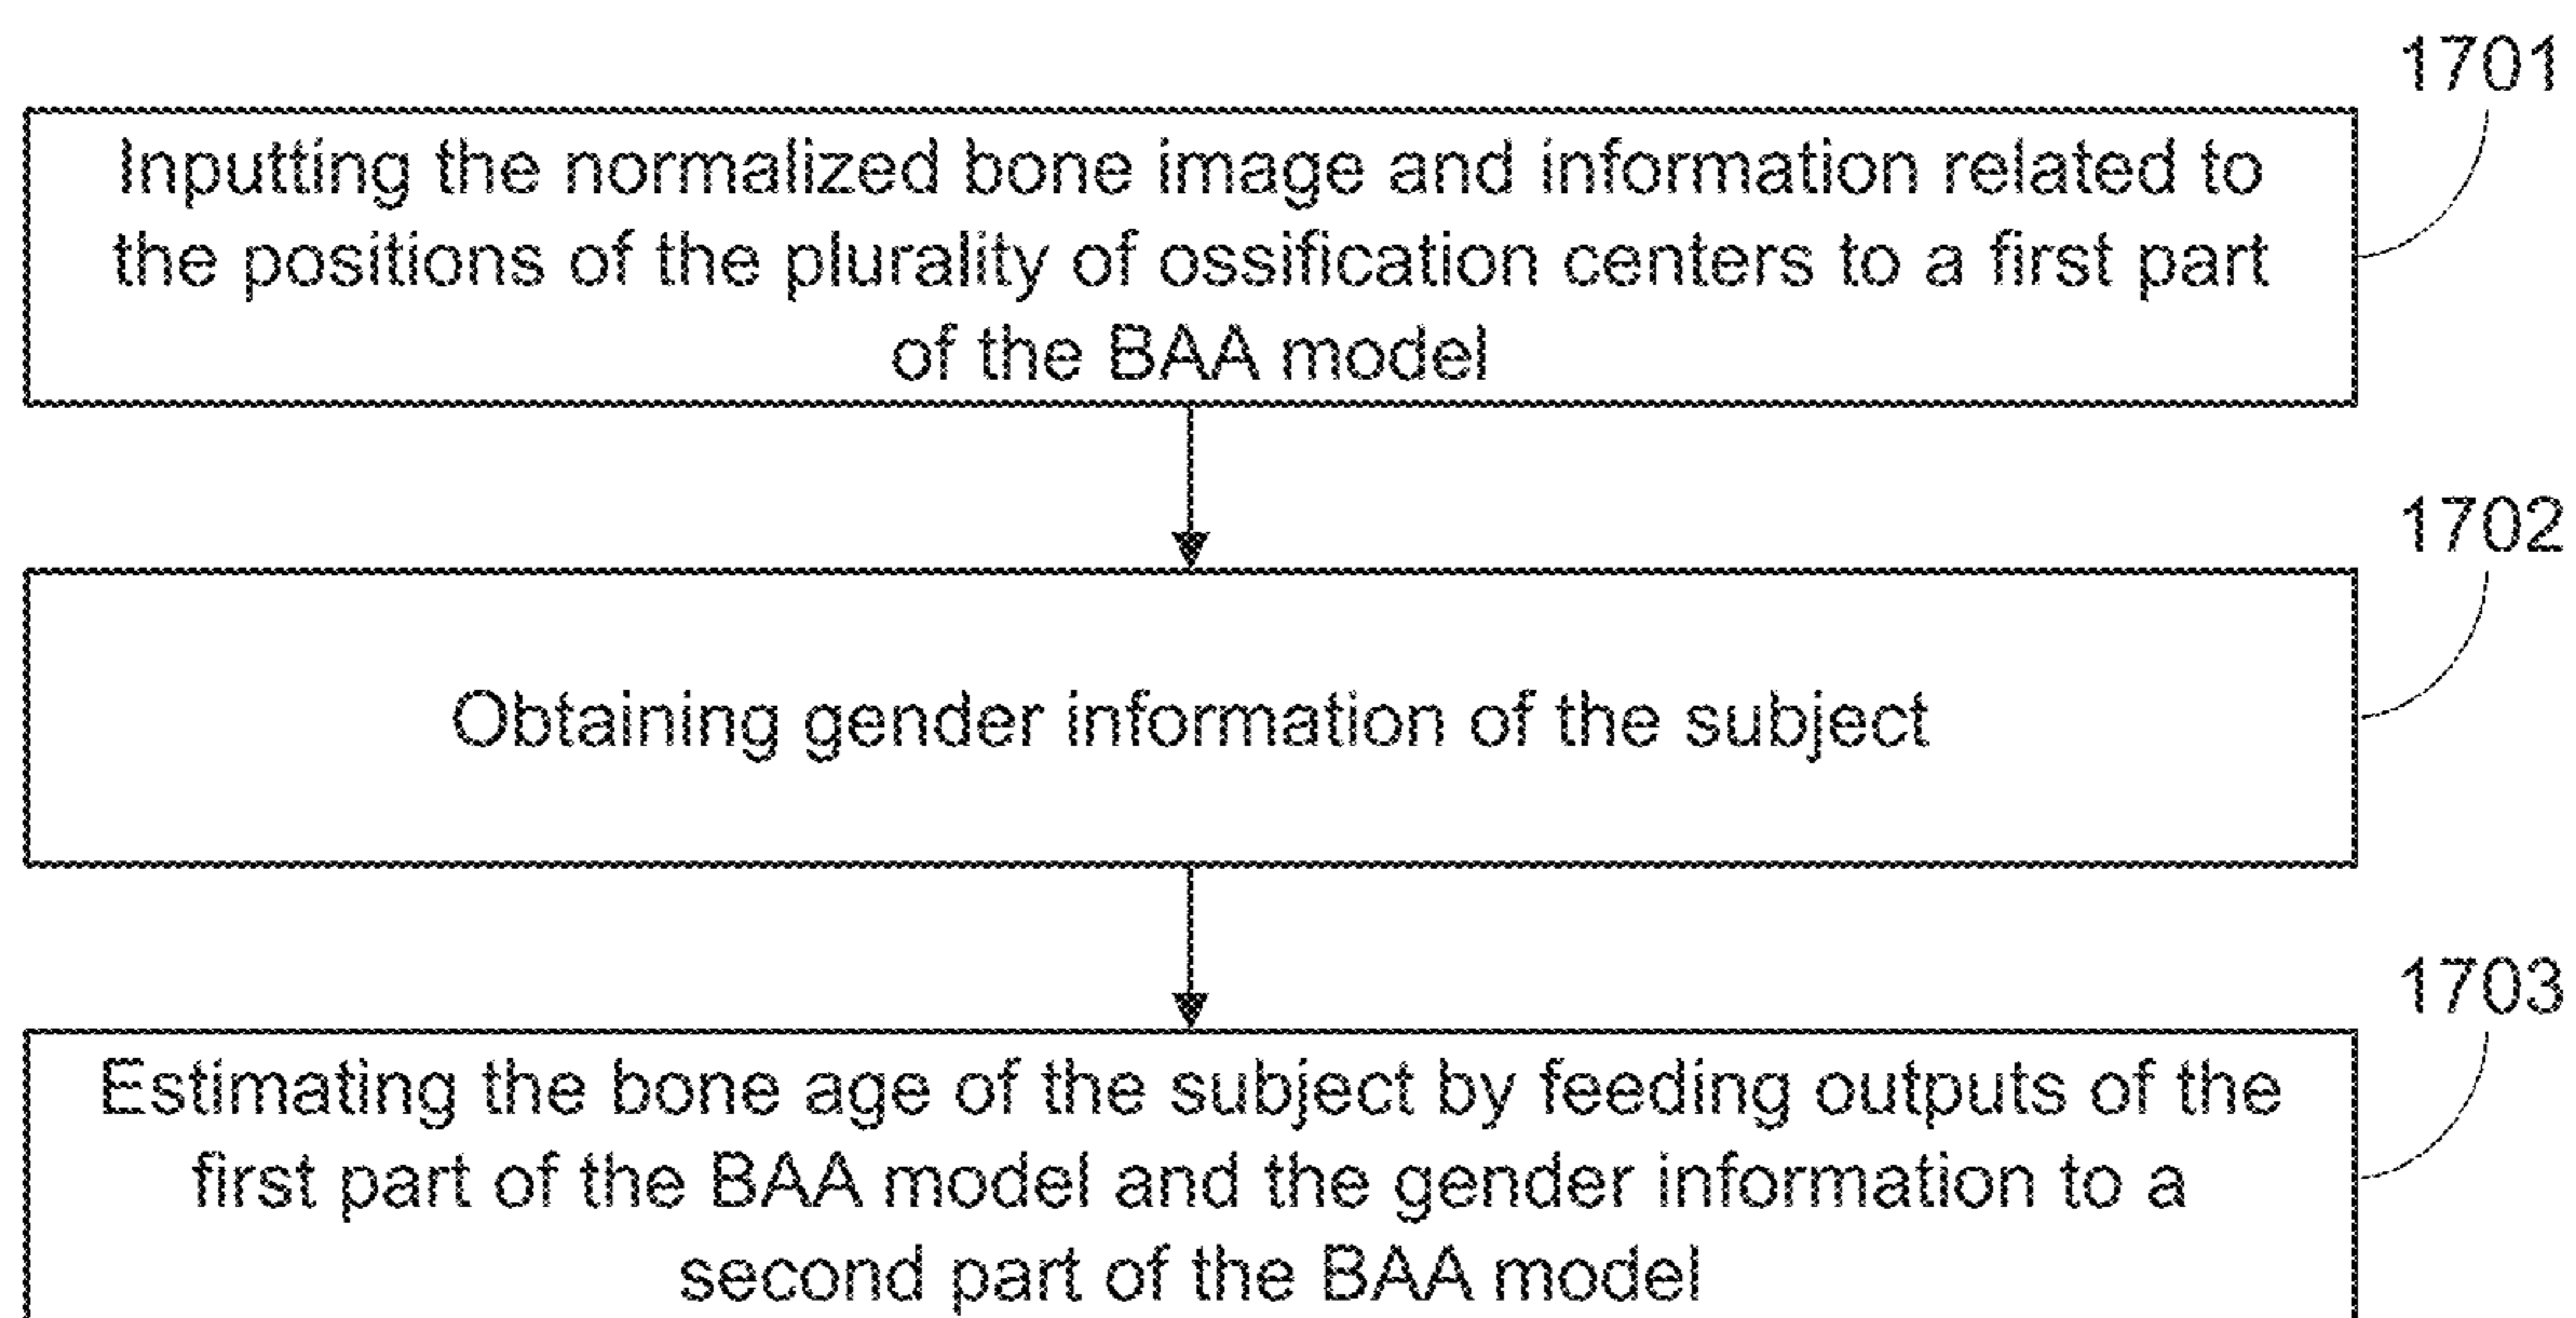 1701
Inputting the normalized bone image and information related to
the positions of the plurality of ossification centers to a first part
of the BAA model
1702
Obtaining gender information of the subject
1703
Estimating the bone age of the subject by feeding outputs of the
first part of the BAA model and the gender information to a
second part of the BAA model